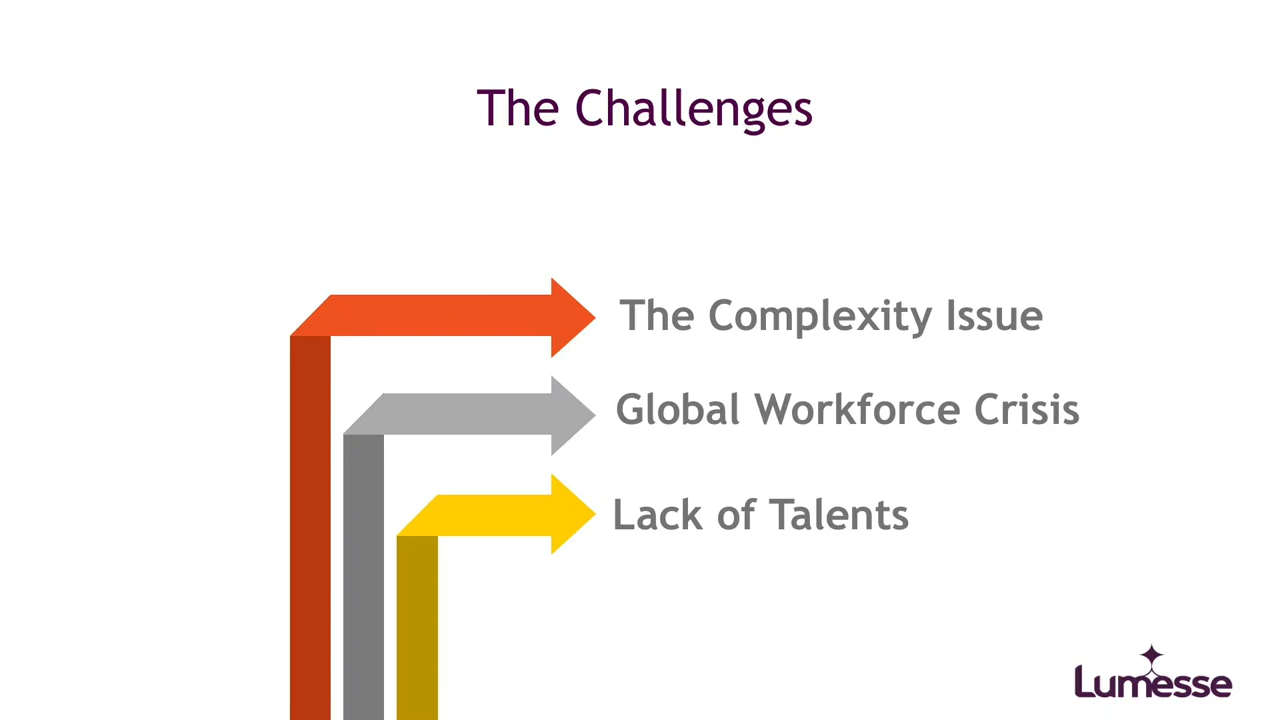 The Challenges
The Complexity Issue
Global Workforce Crisis
Lack of Talents
Lumesse